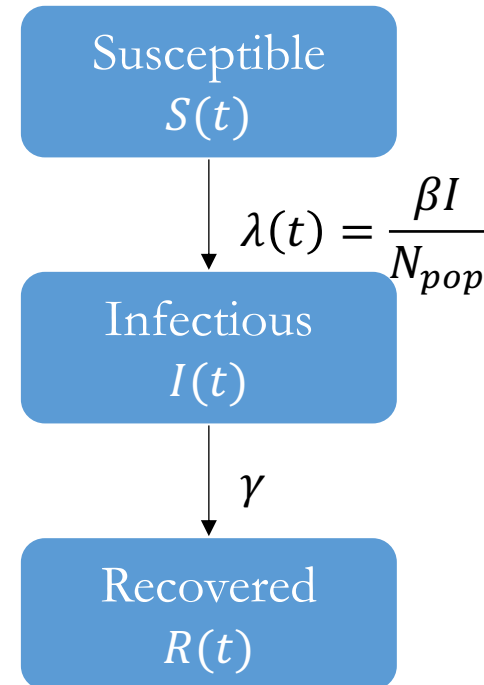 Susceptible
S(t)
λ(t) = βI / N_pop
Infectious
I(t)
γ
Recovered
R(t)